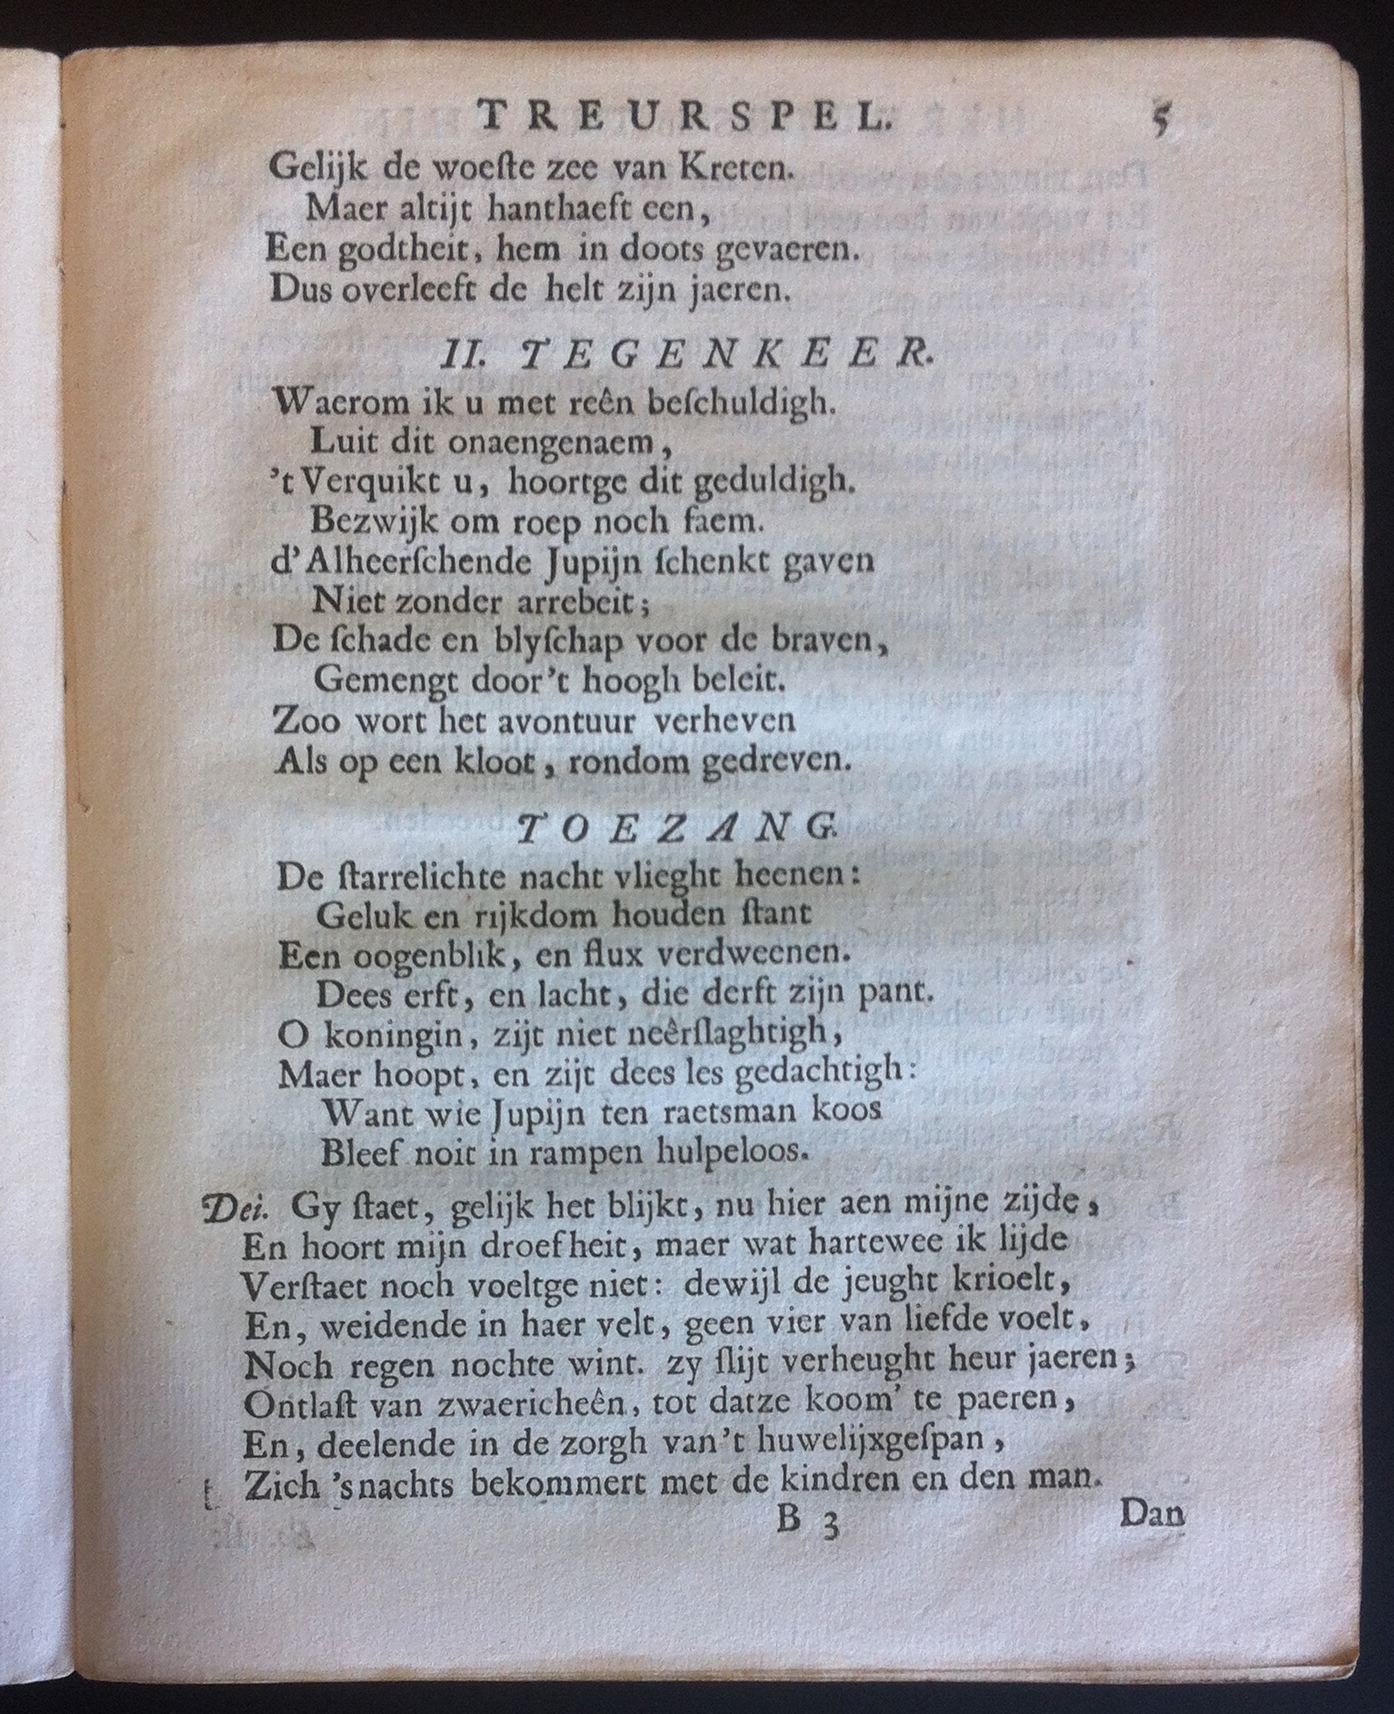 TREURSPEL. 5
Gelijk de woeſte zee van Kreten.
Maer altijt hanthaeft een,
Een godtheit, hem in doots gevaeren.
Dus overleeft de helt zijn jaeren.
II. TEGENKEER.
Waerom ik u met reên beſchuldigh.
Luit dit onaengenaem,
't Verquikt u, hoortge dit geduldigh.
Bezwijk om roep noch faem.
d'Alheerſchende Jupijn ſchenkt gaven
Niet zonder arrebeit;
De ſchade en blyſchap voor de braven,
Gemengt door't hoogh beleit.
Zoo wort het avontuur verheven
Als op een kloot, rondom gedreven.
TOEZANG.
De ſtarrelichte nacht vlieght heenen:
Geluk en rijkdom houden ſtant
Een oogenblik, en flux verdweenen.
Dees erft, en lacht, die derft zijn pant.
O koningin, zijt niet neêrſlaghtigh,
Maer hoopt, en zijt dees les gedachtigh:
Want wie Jupijn ten raetsman koos
Bleef noit in rampen hulpeloos.
Dei. Gy ſtaet, gelijk het blijkt, nu hier aen mijne zijde,
En hoort mijn droefheit, maer wat hartewee ik lijde
Verſtaet noch voeltge niet: dewijl de jeught krioelt,
En, weidende in haer velt, geen vier van liefde voelt,
Noch regen nochte wint. zy ſlijt verheught heur jaeren;
Ontlaſt van zwaericheên, tot datze koom' te paeren,
En, deelende in de zorgh van't huwelijxgeſpan,
Zich 'snachts bekommert met de kindren en den man.
B 3 Dan